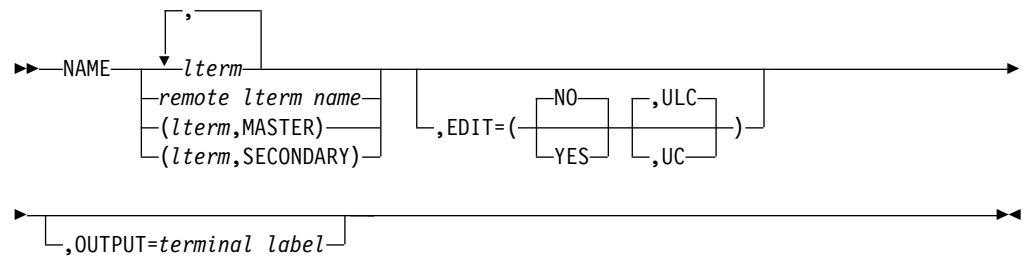 ,
NAME lterm
remote lterm name NO ,ULC
(lterm,MASTER) ,EDIT=( )
(lterm,SECONDARY) YES ,UC
,OUTPUT=terminal label